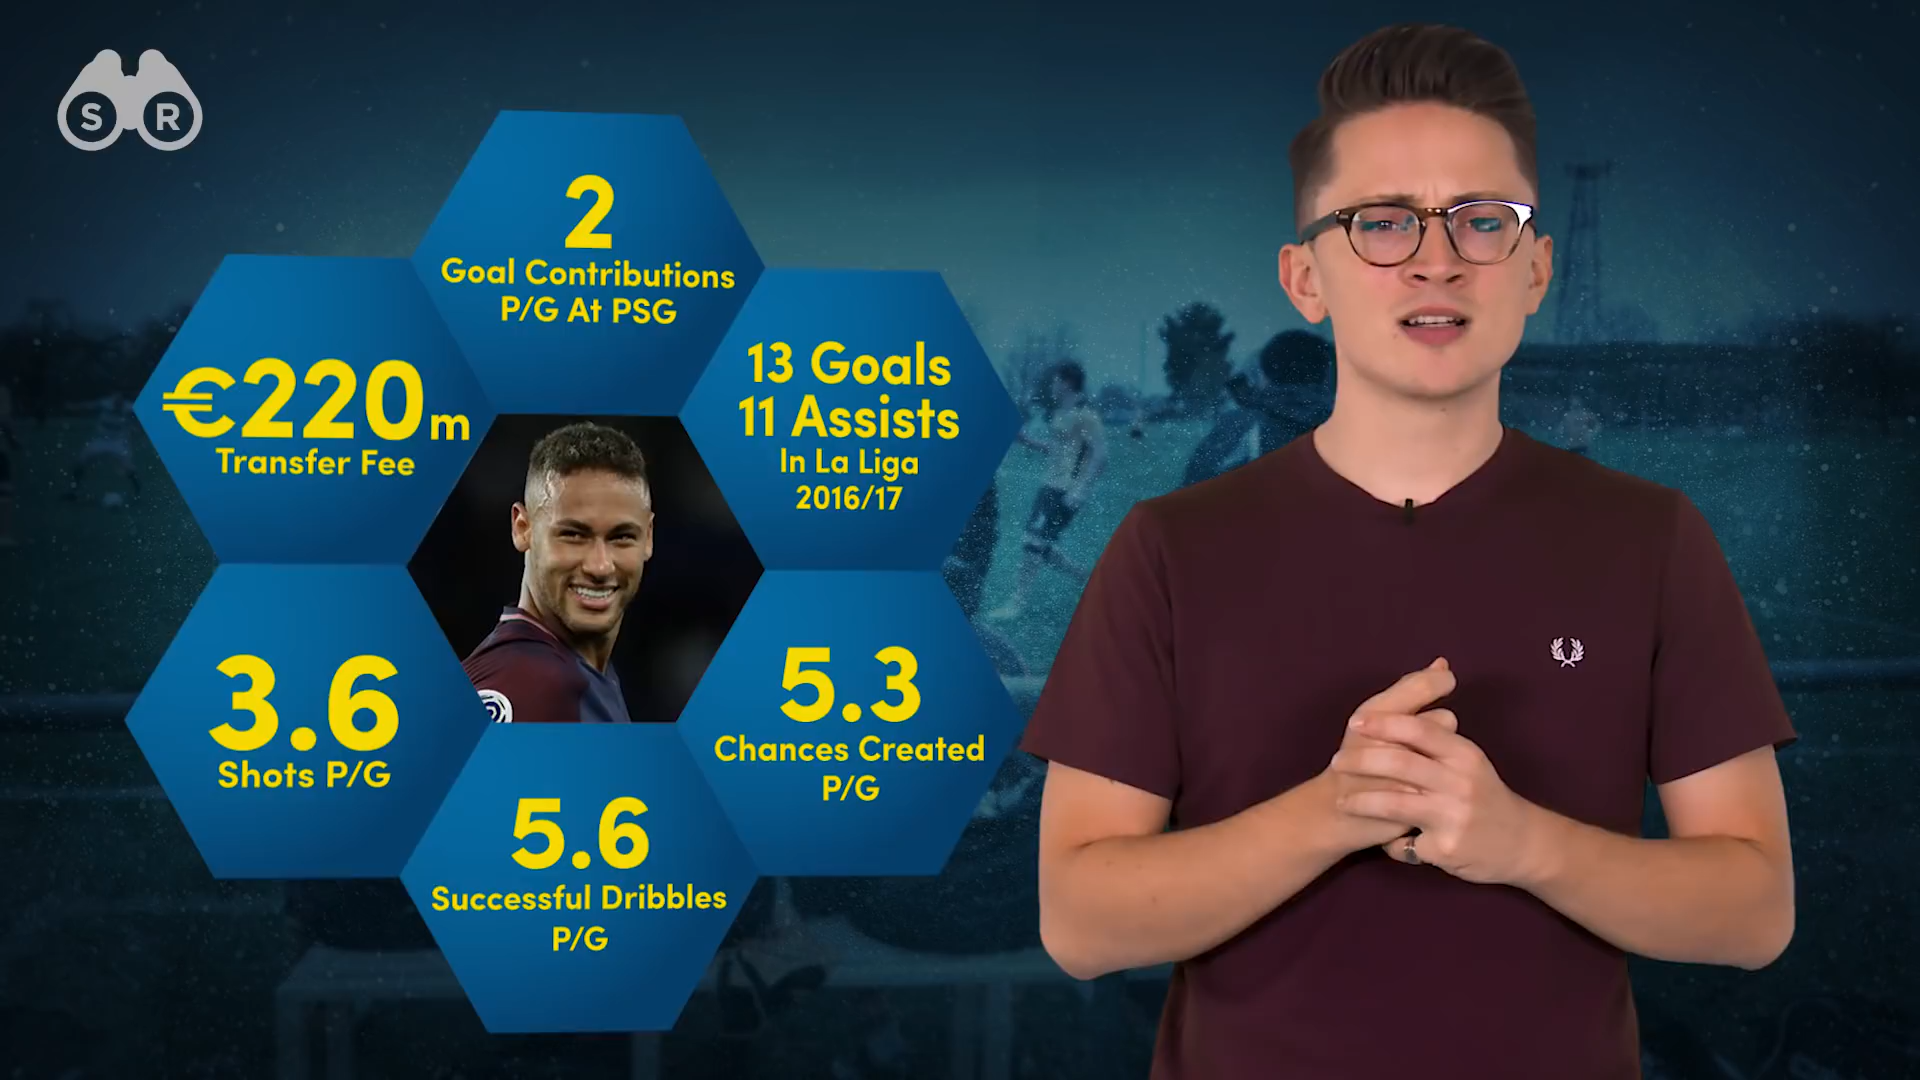 S R
2
Goal Contributions
P/G At PSG
€220m
Transfer Fee
13 Goals
11 Assists
In La Liga
2016/17
3.6
Shots P/G
5.3
Chances Created
P/G
5.6
Successful Dribbles
P/G